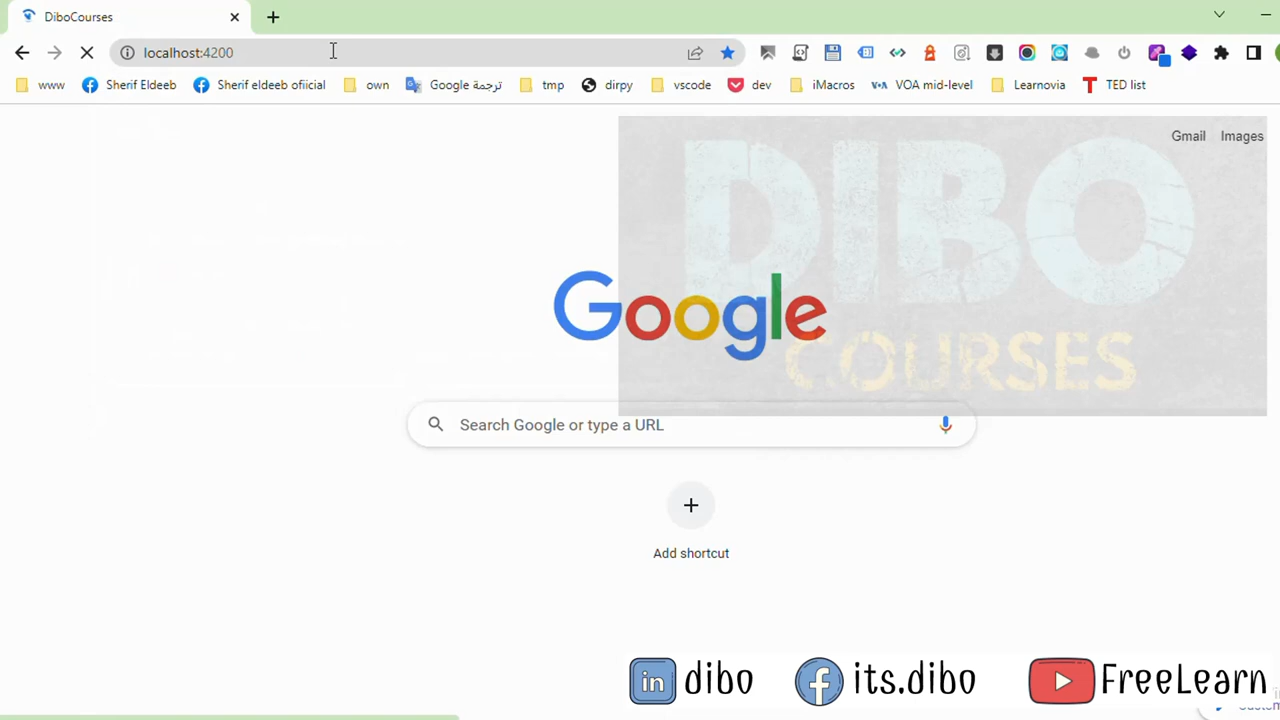 DiboCourses
localhost:4200
www Sherif Eldeeb Sherif eldeeb ofiicial own Google ترجمة tmp dirpy vscode dev iMacros VOA mid-level Learnovia TED list
Gmail Images
DIBO
COURSES
Google
Search Google or type a URL
Add shortcut
dibo its.dibo FreeLearn